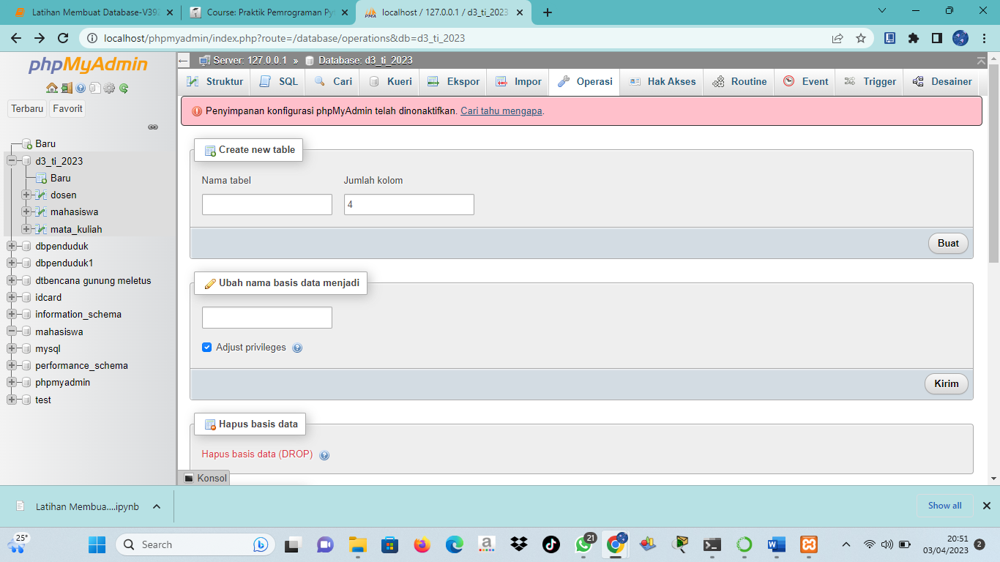 Latihan Membuat Database-V392
Course: Praktik Pemrograman Pyt
localhost / 127.0.0.1 / d3_ti_2023
localhost/phpmyadmin/index.php?route=/database/operations&db=d3_ti_2023
phpMyAdmin
Terbaru Favorit
Baru
d3_ti_2023
Baru
dosen
mahasiswa
mata_kuliah
dbpenduduk
dbpenduduk1
dtbencana gunung meletus
idcard
information_schema
mahasiswa
mysql
performance_schema
phpmyadmin
test
Server: 127.0.0.1 » Database: d3_ti_2023
Struktur SQL Cari Kueri Ekspor Impor Operasi Hak Akses Routine Event Trigger Desainer
Penyimpanan konfigurasi phpMyAdmin telah dinonaktifkan. Cari tahu mengapa.
Create new table
Nama tabel Jumlah kolom
4
Buat
Ubah nama basis data menjadi
Adjust privileges
Kirim
Hapus basis data
Hapus basis data (DROP)
Konsol
Latihan Membua....ipynb
Show all
25°
Search
21
20:51
03/04/2023
2